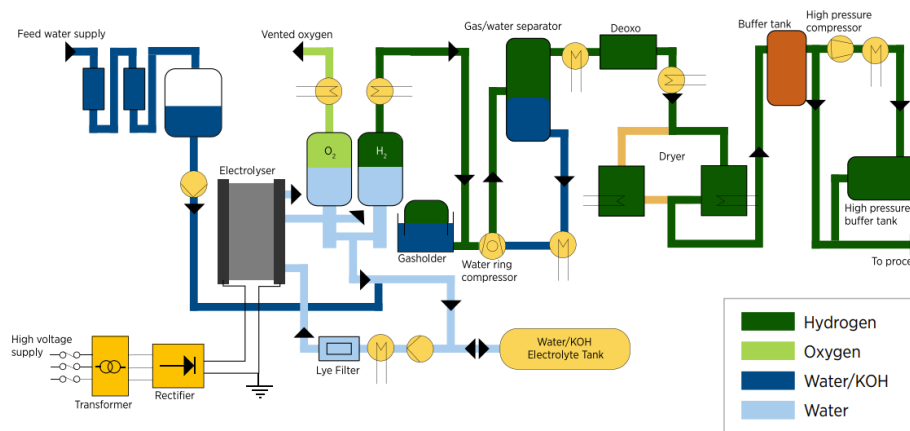 Feed water supply
Vented oxygen
Gas/water separator
Deoxo
Buffer tank
High pressure
compressor
O2
H2
Electrolyser
Dryer
Gasholder
Water ring
compressor
High pressure
buffer tank
To proce
High voltage
supply
Transformer
Rectifier
Lye Filter
Water/KOH
Electrolyte Tank
Hydrogen
Oxygen
Water/KOH
Water